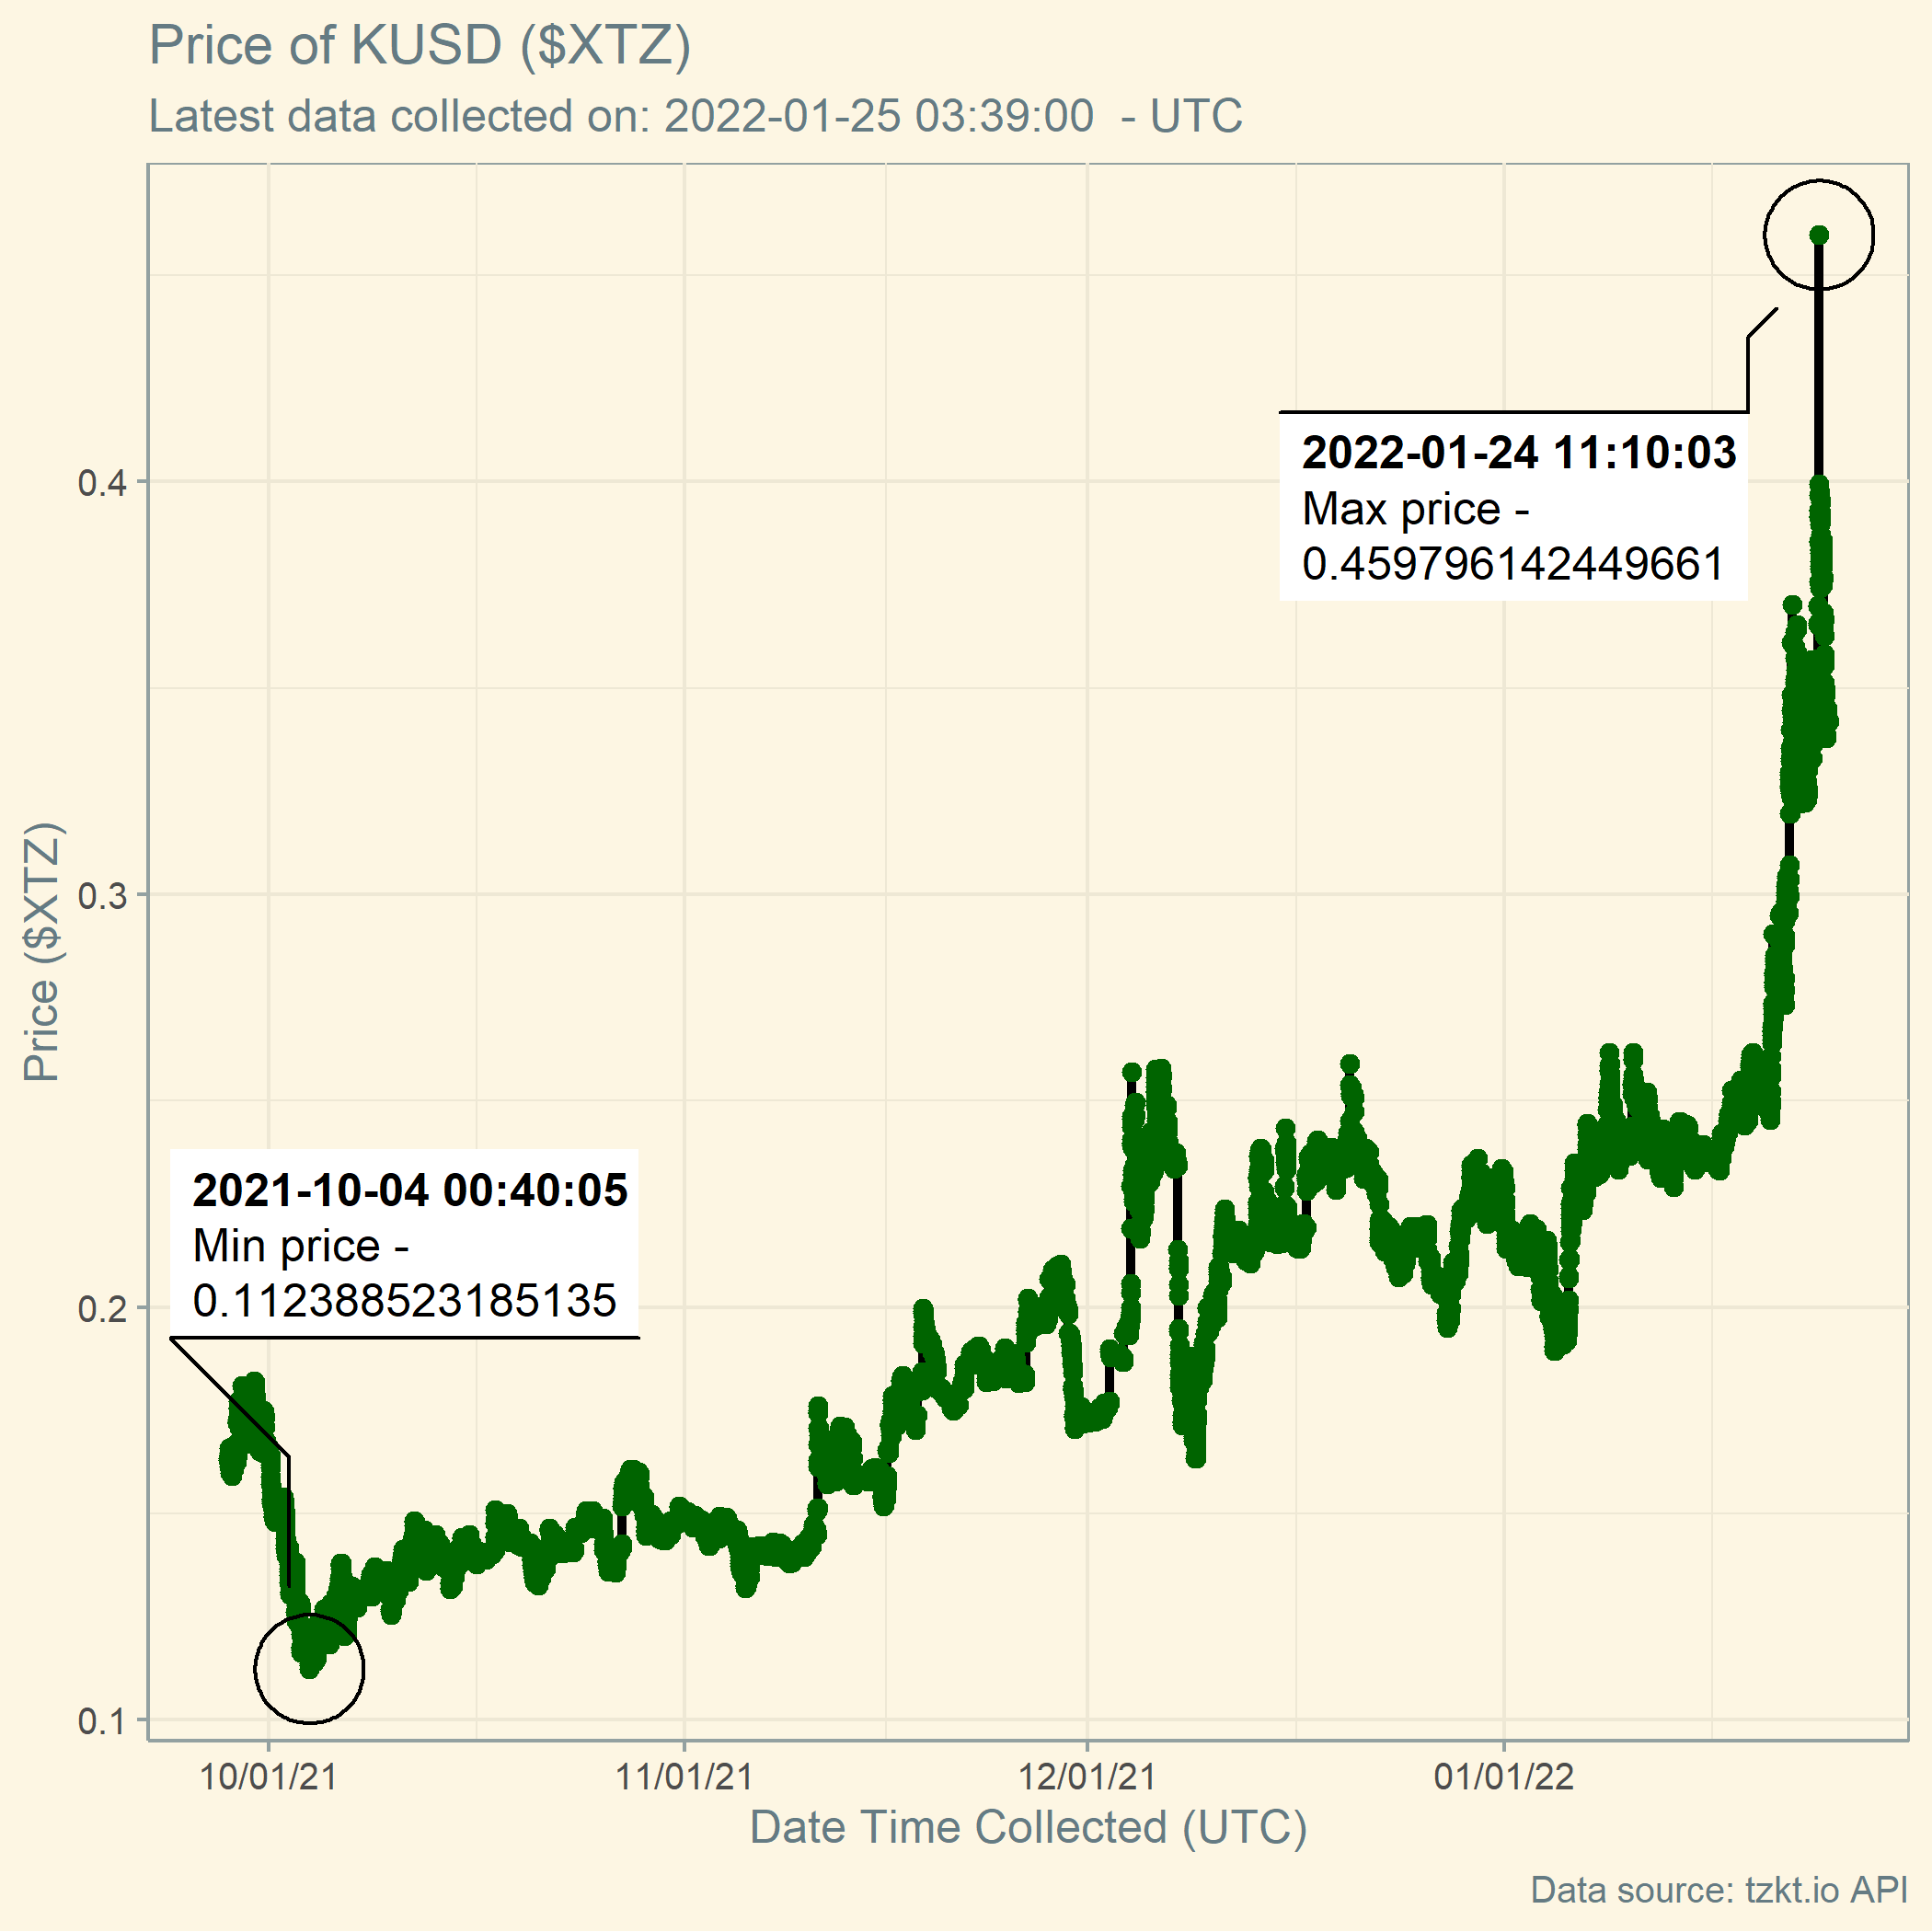 Price of KUSD ($XTZ)
Latest data collected on: 2022-01-25 03:39:00  - UTC
2022-01-24 11:10:03
Max price -
0.459796142449661
2021-10-04 00:40:05
Min price -
0.112388523185135
Price ($XTZ)
0.4
0.3
0.2
0.1
10/01/21
11/01/21
12/01/21
01/01/22
Date Time Collected (UTC)
Data source: tzkt.io API